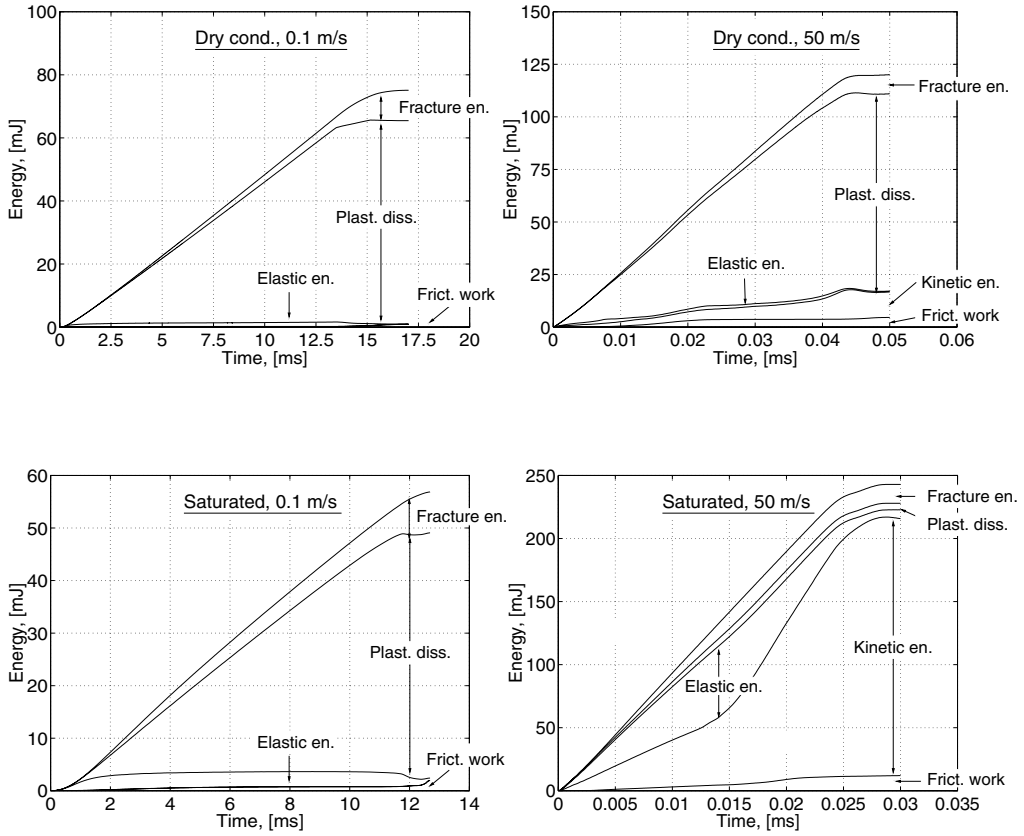 Dry cond., 0.1 m/s
Energy, [mJ]
100
80
60
40
20
0
Fracture en.
Plast. diss.
Elastic en.
Frict. work
0 2.5 5 7.5 10 12.5 15 17.5 20
Time, [ms]
Dry cond., 50 m/s
Energy, [mJ]
150
125
100
75
50
25
0
Fracture en.
Plast. diss.
Elastic en.
Kinetic en.
Frict. work
0 0.01 0.02 0.03 0.04 0.05 0.06
Time, [ms]
Saturated, 0.1 m/s
Energy, [mJ]
60
50
40
30
20
10
0
Fracture en.
Plast. diss.
Elastic en.
Frict. work
0 2 4 6 8 10 12 14
Time, [ms]
Saturated, 50 m/s
Energy, [mJ]
250
200
150
100
50
0
Fracture en.
Plast. diss.
Kinetic en.
Elastic en.
Frict. work
0 0.005 0.01 0.015 0.02 0.025 0.03 0.035
Time, [ms]